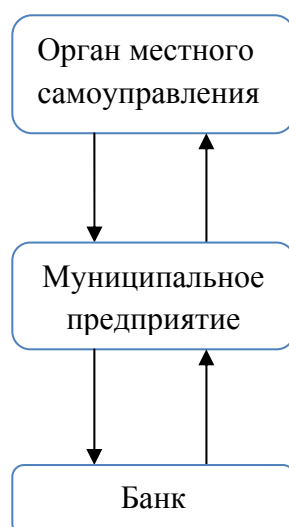 Орган местного
самоуправления
Муниципальное
предприятие
Банк